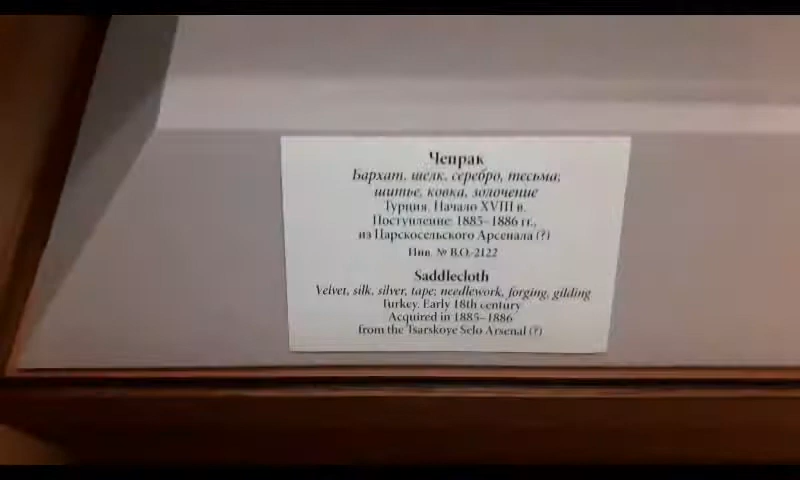 Чепрак
Бархат, шелк, серебро, тесьма;
шитье, ковка, золочение
Турция. Начало XVIII в.
Поступление: 1885–1886 гг.,
из Царскосельского Арсенала (?)
Инв. № В.О.-2122
Saddlecloth
Velvet, silk, silver, tape; needlework, forging, gilding
Turkey. Early 18th century
Acquired in 1885–1886
from the Tsarskoye Selo Arsenal (?)